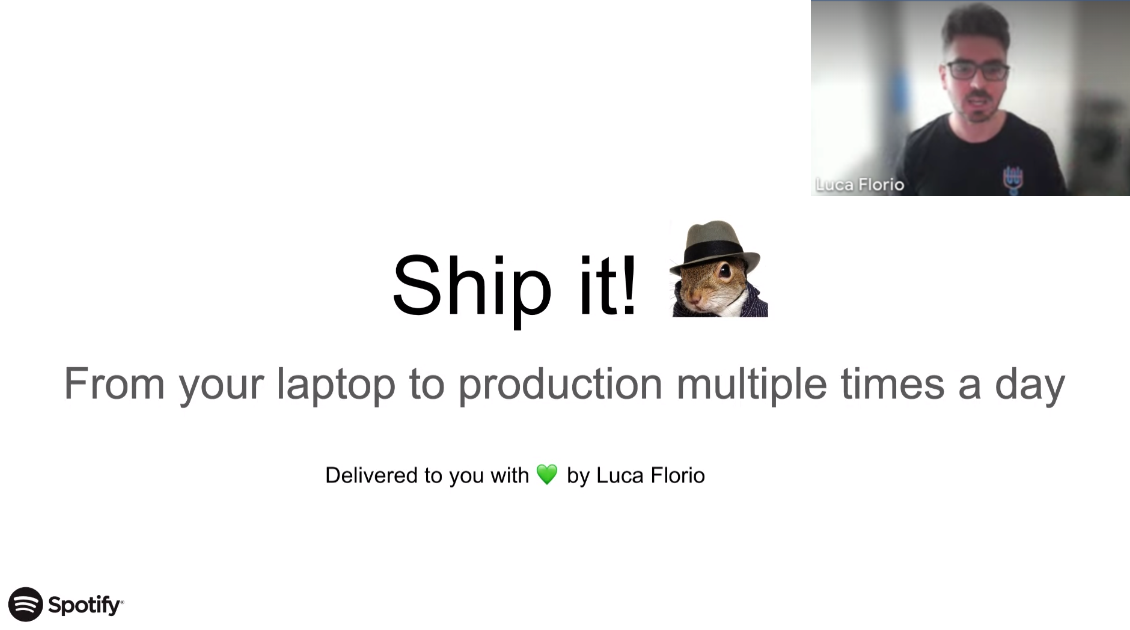 Luca Florio
Ship it!
From your laptop to production multiple times a day
Delivered to you with 💚 by Luca Florio
Spotify